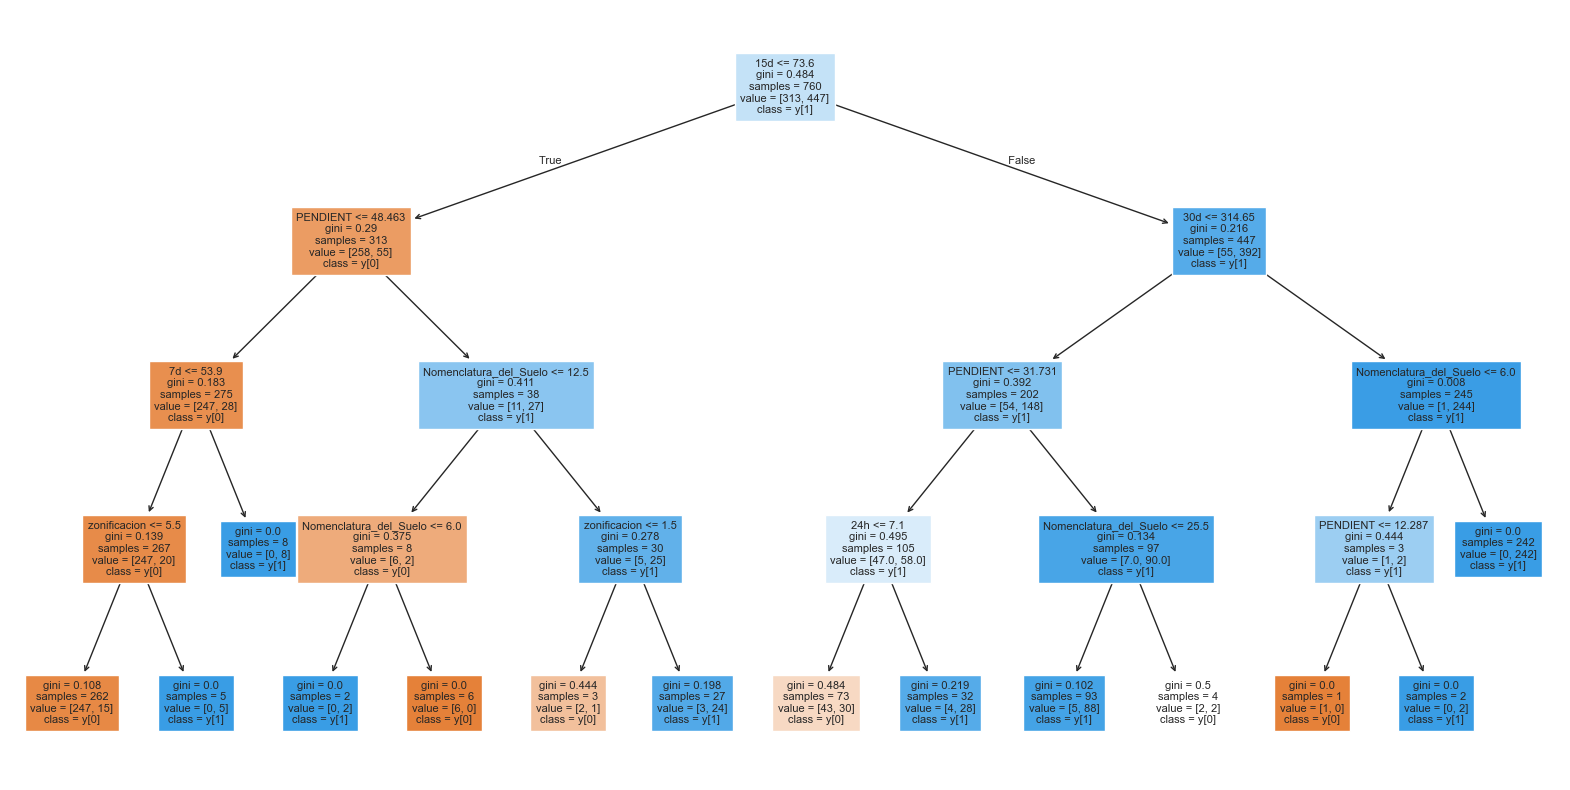 15d <= 73.6
gini = 0.484
samples = 760
value = [313, 447]
class = y[1]
True
False
PENDIENT <= 48.463
gini = 0.29
samples = 313
value = [258, 55]
class = y[0]
30d <= 314.65
gini = 0.216
samples = 447
value = [55, 392]
class = y[1]
7d <= 53.9
gini = 0.183
samples = 275
value = [247, 28]
class = y[0]
Nomenclatura_del_Suelo <= 12.5
gini = 0.411
samples = 38
value = [11, 27]
class = y[1]
PENDIENT <= 31.731
gini = 0.392
samples = 202
value = [54, 148]
class = y[1]
Nomenclatura_del_Suelo <= 6.0
gini = 0.008
samples = 245
value = [1, 244]
class = y[1]
zonificacion <= 5.5
gini = 0.139
samples = 267
value = [247, 20]
class = y[0]
gini = 0.0
samples = 8
value = [0, 8]
class = y[1]
Nomenclatura_del_Suelo <= 6.0
gini = 0.375
samples = 8
value = [6, 2]
class = y[0]
zonificacion <= 1.5
gini = 0.278
samples = 30
value = [5, 25]
class = y[1]
24h <= 7.1
gini = 0.495
samples = 105
value = [47.0, 58.0]
class = y[1]
Nomenclatura_del_Suelo <= 25.5
gini = 0.134
samples = 97
value = [7.0, 90.0]
class = y[1]
PENDIENT <= 12.287
gini = 0.444
samples = 3
value = [1, 2]
class = y[1]
gini = 0.0
samples = 242
value = [0, 242]
class = y[1]
gini = 0.108
samples = 262
value = [247, 15]
class = y[0]
gini = 0.0
samples = 5
value = [0, 5]
class = y[1]
gini = 0.0
samples = 2
value = [0, 2]
class = y[1]
gini = 0.0
samples = 6
value = [6, 0]
class = y[0]
gini = 0.444
samples = 3
value = [2, 1]
class = y[0]
gini = 0.198
samples = 27
value = [3, 24]
class = y[1]
gini = 0.484
samples = 73
value = [43, 30]
class = y[0]
gini = 0.219
samples = 32
value = [4, 28]
class = y[1]
gini = 0.102
samples = 93
value = [5, 88]
class = y[1]
gini = 0.5
samples = 4
value = [2, 2]
class = y[0]
gini = 0.0
samples = 1
value = [1, 0]
class = y[0]
gini = 0.0
samples = 2
value = [0, 2]
class = y[1]